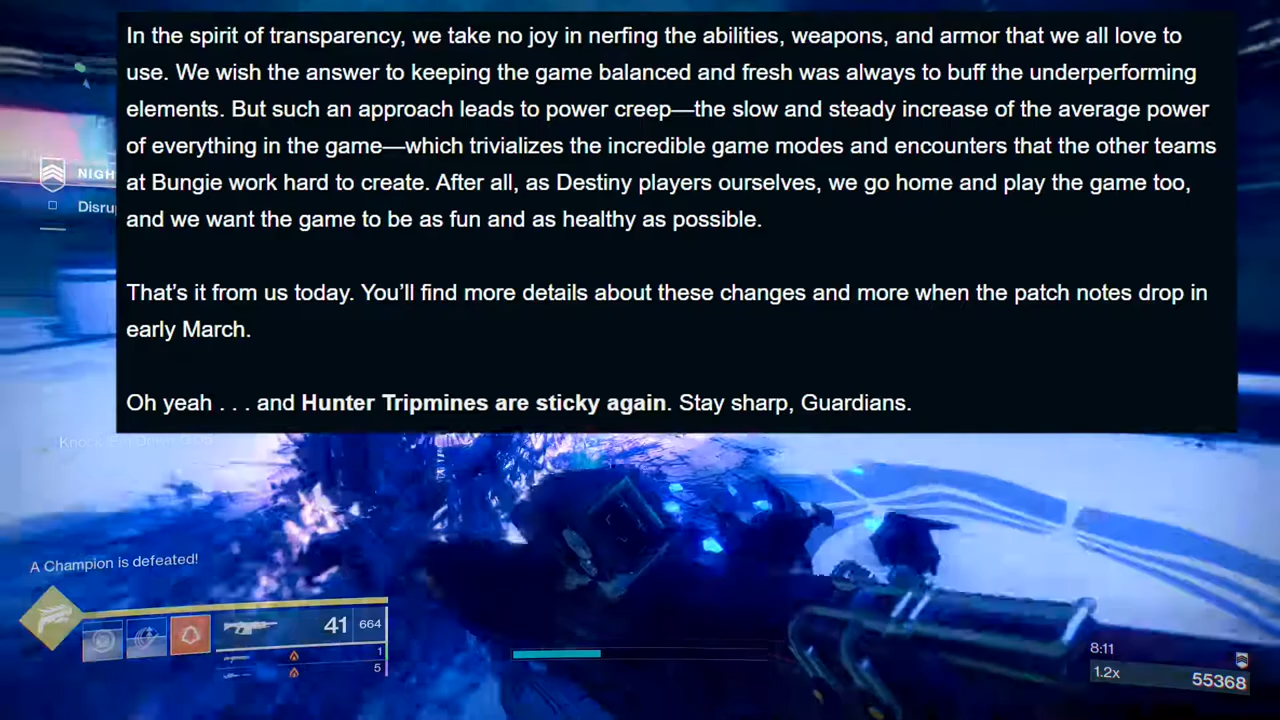 In the spirit of transparency, we take no joy in nerfing the abilities, weapons, and armor that we all love to
use. We wish the answer to keeping the game balanced and fresh was always to buff the underperforming
elements. But such an approach leads to power creep—the slow and steady increase of the average power
of everything in the game—which trivializes the incredible game modes and encounters that the other teams
at Bungie work hard to create. After all, as Destiny players ourselves, we go home and play the game too,
and we want the game to be as fun and as healthy as possible.
That's it from us today. You'll find more details about these changes and more when the patch notes drop in
early March.
Oh yeah . . . and Hunter Tripmines are sticky again. Stay sharp, Guardians.
NIGH
Disru
A Champion is defeated!
41 664
1
5
8:11
1.2x 55368